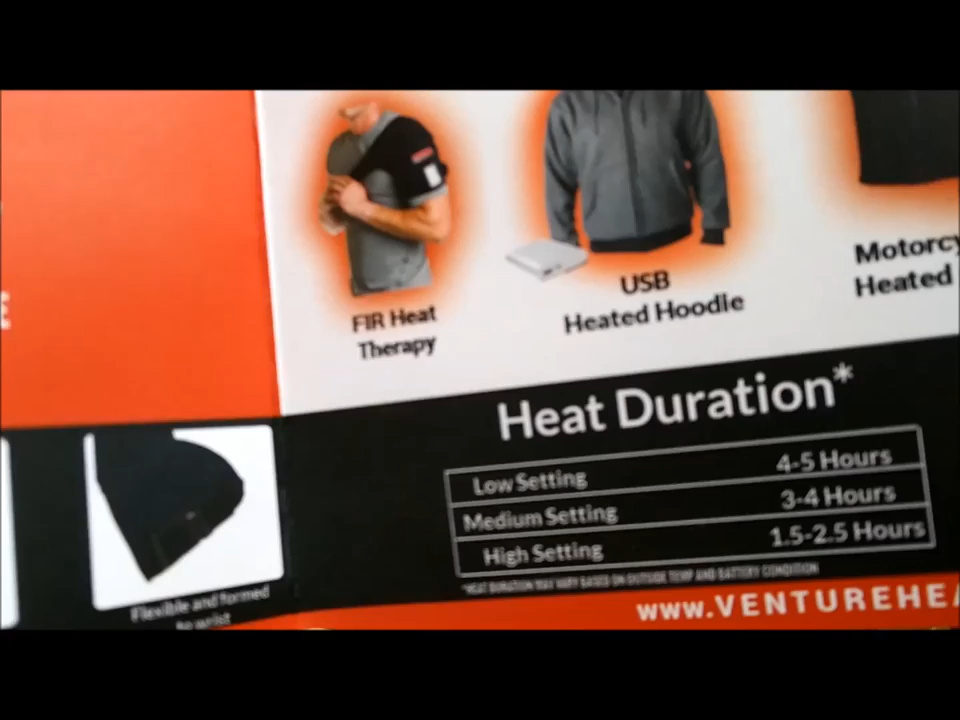 FIR Heat
Therapy
USB
Heated Hoodie
Motorcy
Heated
Heat Duration*
Low Setting 4-5 Hours
Medium Setting 3-4 Hours
High Setting 1.5-2.5 Hours
*HEAT DURATION MAY VARY BASED ON OUTSIDE TEMP AND BATTERY CONDITION
Flexible and formed
to wrist
www.VENTUREHEA